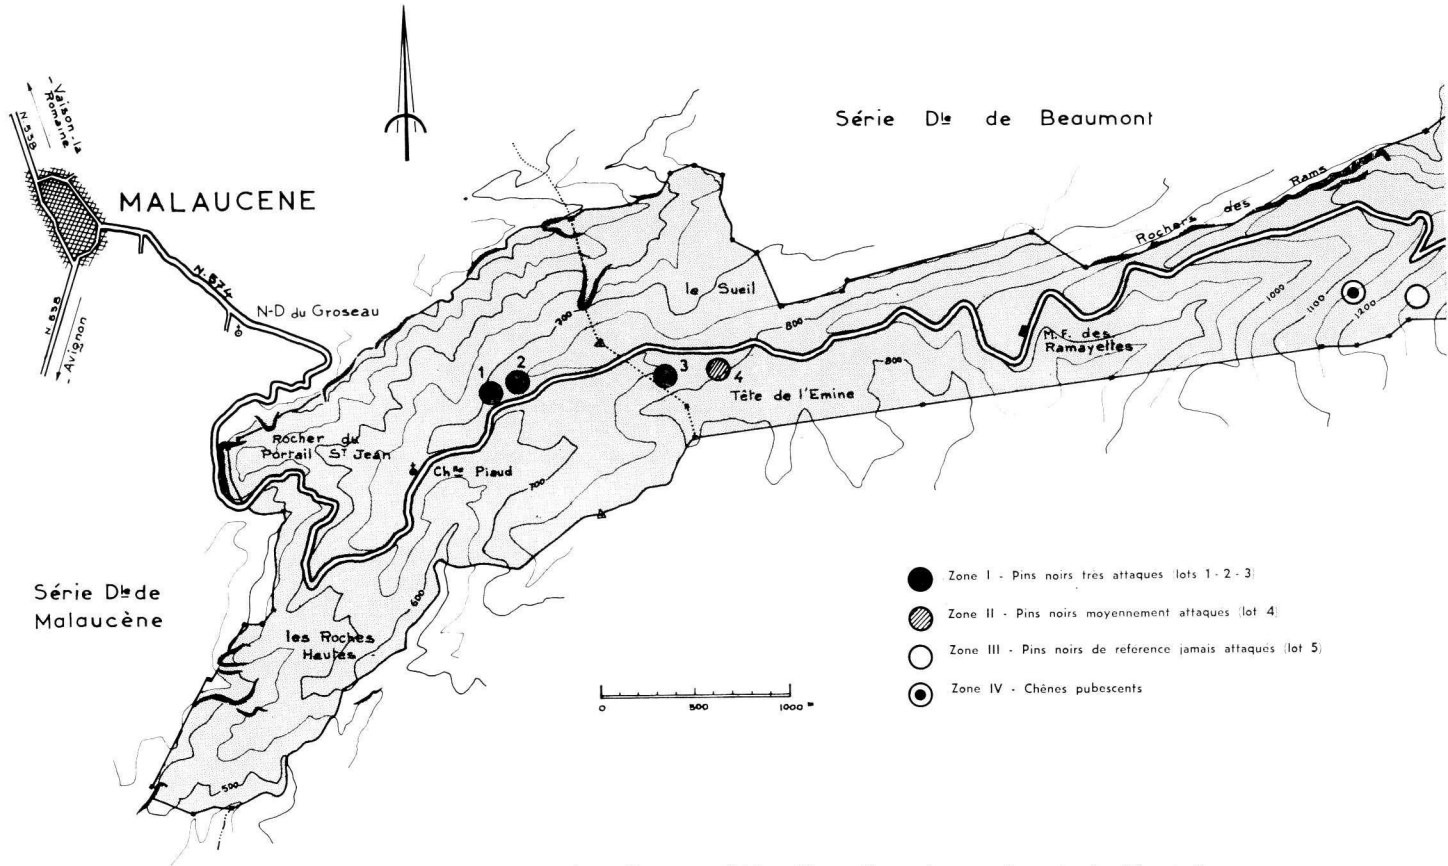 - Vaison - la
Romaine
N. 538
MALAUCENE
N. 574
N. 538
- Avignon
N-D du Groseau
Série Dle de Beaumont
Rochers des Rams
le Sueil
700
800
1000
1100
1200
M.F. des
Ramayettes
800
1
2
3
4
Tête de l'Emine
Rocher du
Portail St Jean
Chlle Piaud
700
Série Dle de
Malaucène
600
les Roches
Hautes
500
0 500 1000 m
Zone I - Pins noirs très attaqués (lots 1 - 2 - 3)
Zone II - Pins noirs moyennement attaqués (lot 4)
Zone III - Pins noirs de référence jamais attaqués (lot 5)
Zone IV - Chênes pubescents